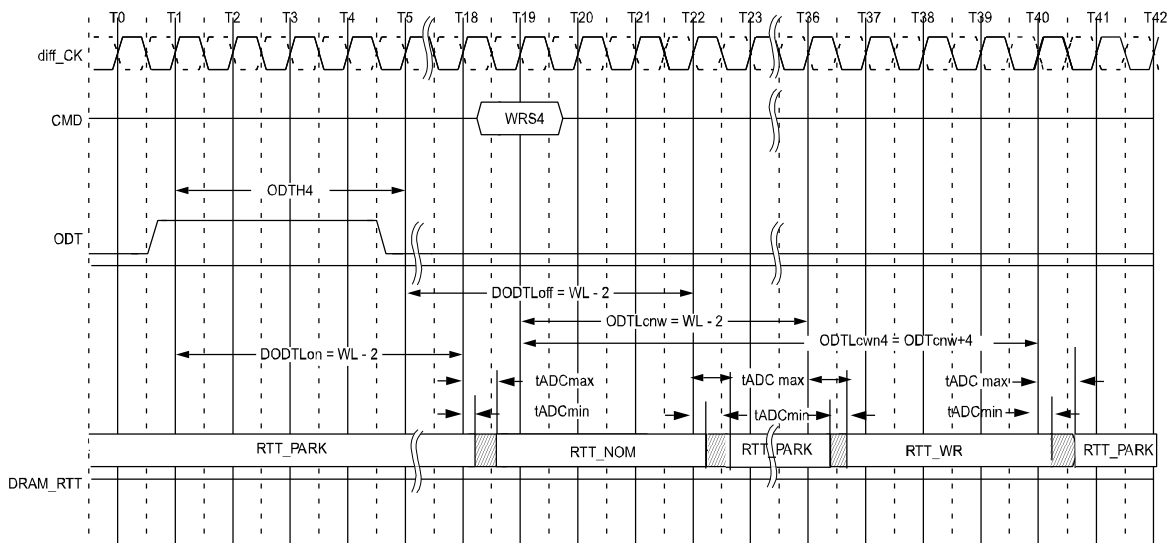 T0 T1 T2 T3 T4 T5 T18 T19 T20 T21 T22 T23 T36 T37 T38 T39 T40 T41 T42
diff_CK
CMD
WRS4
ODTH4
ODT
DODTLoff = WL - 2
ODTLcnw = WL - 2
ODTLcwn4 = ODTcnw+4
DODTLon = WL - 2
tADCmax tADC max tADC max
tADCmin tADCmin tADCmin
RTT_PARK RTT_NOM RTT_PARK RTT_WR RTT_PARK
DRAM_RTT